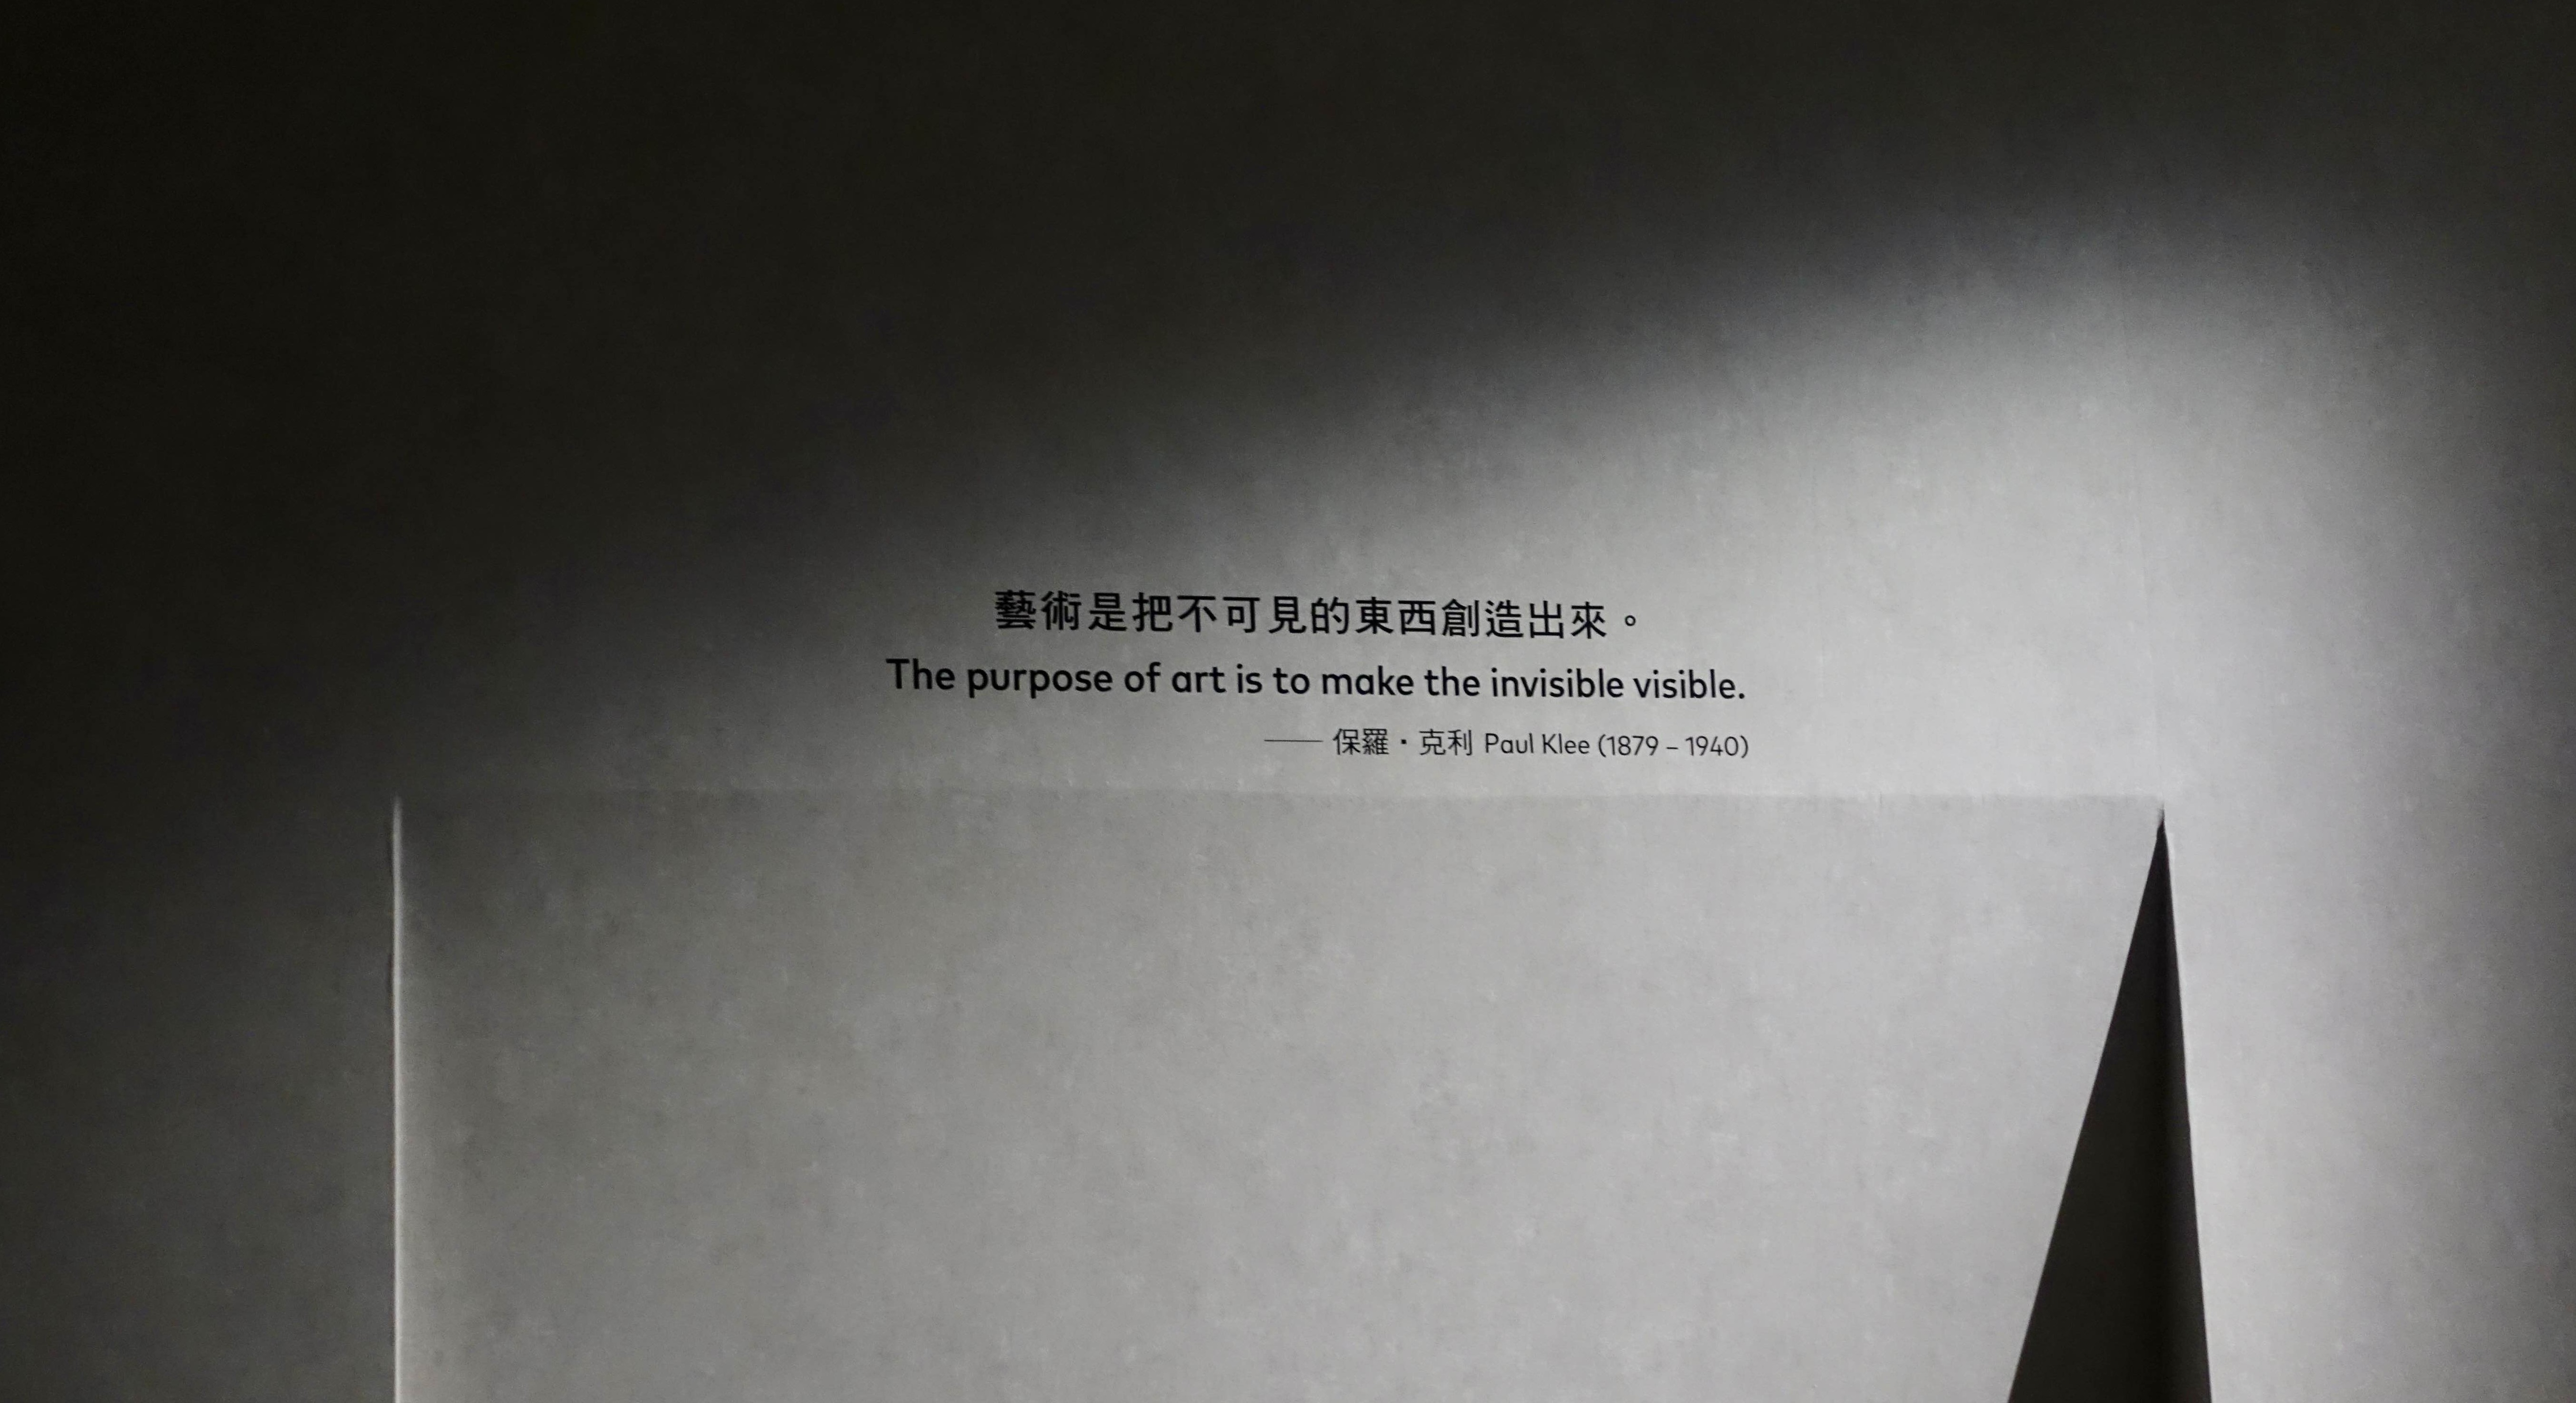 藝術是把不可見的東西創造出來。
The purpose of art is to make the invisible visible.
—— 保羅・克利 Paul Klee (1879 – 1940)